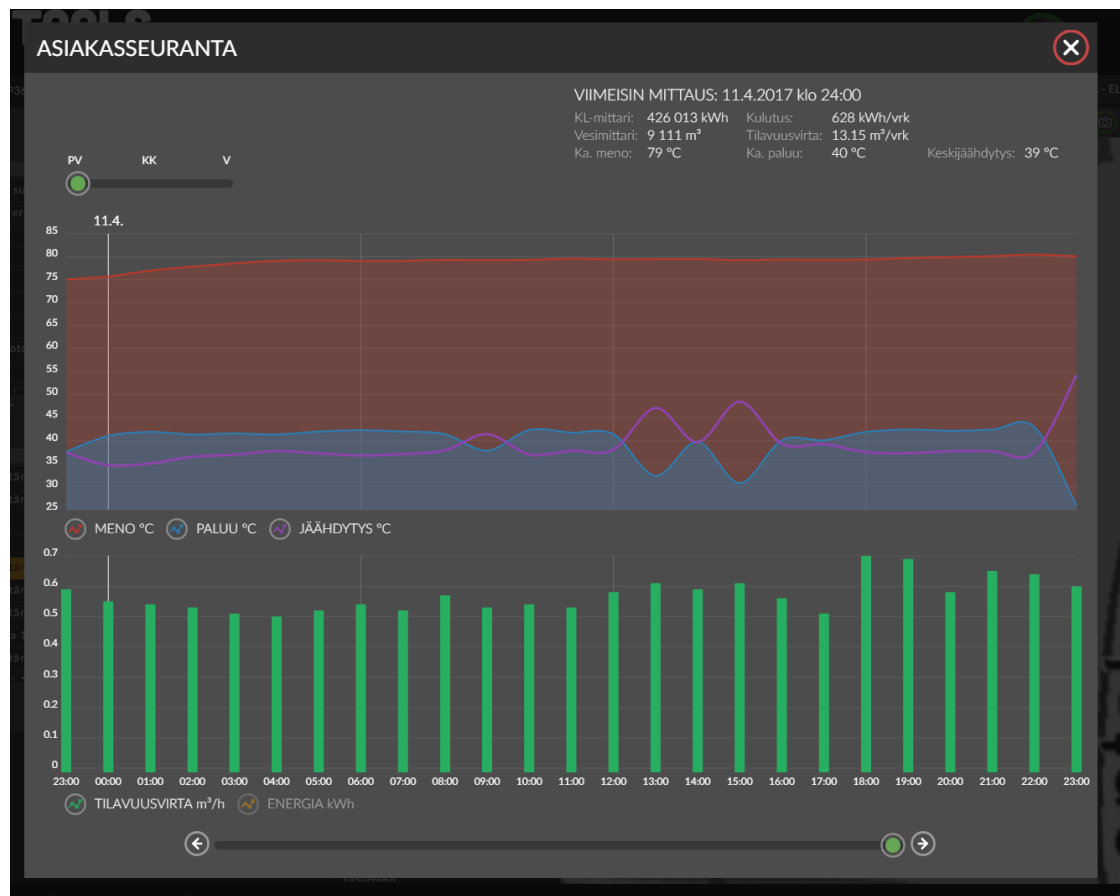 TOOLS
ASIAKASSEURANTA
VIIMEISIN MITTAUS: 11.4.2017 klo 24:00
KL-mittari: 426 013 kWh Kulutus: 628 kWh/vrk
Vesimittari: 9 111 m³ Tilavuusvirta: 13.15 m³/vrk
Ka. meno: 79 °C Ka. paluu: 40 °C Keskijäähdytys: 39 °C
PV KK V
11.4.
85
80
75
70
65
60
55
50
45
40
35
30
25
MENO °C PALUU °C JÄÄHDYTYS °C
0.7
0.6
0.5
0.4
0.3
0.2
0.1
0
23:00 00:00 01:00 02:00 03:00 04:00 05:00 06:00 07:00 08:00 09:00 10:00 11:00 12:00 13:00 14:00 15:00 16:00 17:00 18:00 19:00 20:00 21:00 22:00 23:00
TILAVUUSVIRTA m³/h ENERGIA kWh